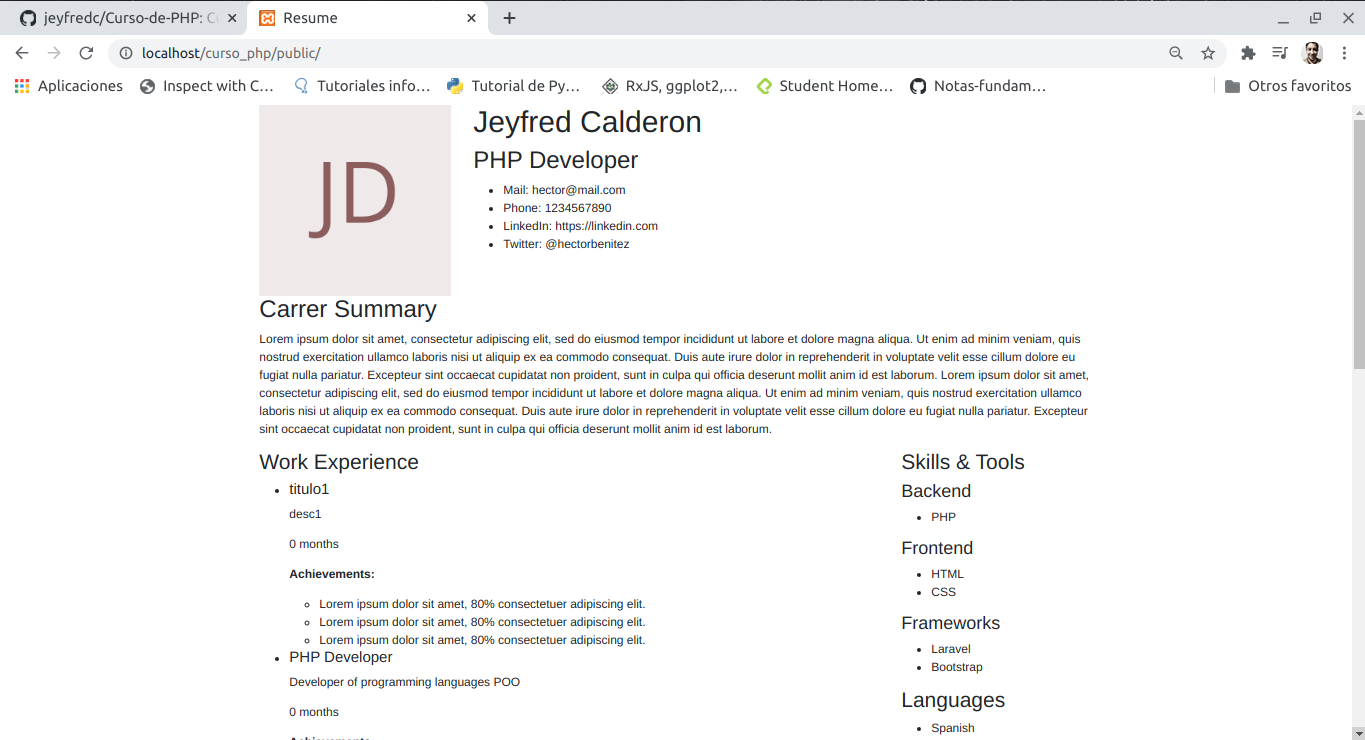 jeyfredc/Curso-de-PHP: C
Resume
localhost/curso_php/public/
Aplicaciones
Inspect with C…
Tutoriales info…
Tutorial de Py…
RxJS, ggplot2,…
Student Home…
Notas-fundam…
Otros favoritos
JD
Jeyfred Calderon
PHP Developer
Mail: hector@mail.com
Phone: 1234567890
LinkedIn: https://linkedin.com
Twitter: @hectorbenitez
Carrer Summary
Lorem ipsum dolor sit amet, consectetur adipiscing elit, sed do eiusmod tempor incididunt ut labore et dolore magna aliqua. Ut enim ad minim veniam, quis
nostrud exercitation ullamco laboris nisi ut aliquip ex ea commodo consequat. Duis aute irure dolor in reprehenderit in voluptate velit esse cillum dolore eu
fugiat nulla pariatur. Excepteur sint occaecat cupidatat non proident, sunt in culpa qui officia deserunt mollit anim id est laborum. Lorem ipsum dolor sit amet,
consectetur adipiscing elit, sed do eiusmod tempor incididunt ut labore et dolore magna aliqua. Ut enim ad minim veniam, quis nostrud exercitation ullamco
laboris nisi ut aliquip ex ea commodo consequat. Duis aute irure dolor in reprehenderit in voluptate velit esse cillum dolore eu fugiat nulla pariatur. Excepteur
sint occaecat cupidatat non proident, sunt in culpa qui officia deserunt mollit anim id est laborum.
Work Experience
titulo1
desc1
0 months
Achievements:
Lorem ipsum dolor sit amet, 80% consectetuer adipiscing elit.
Lorem ipsum dolor sit amet, 80% consectetuer adipiscing elit.
Lorem ipsum dolor sit amet, 80% consectetuer adipiscing elit.
PHP Developer
Developer of programming languages POO
0 months
Skills & Tools
Backend
PHP
Frontend
HTML
CSS
Frameworks
Laravel
Bootstrap
Languages
Spanish